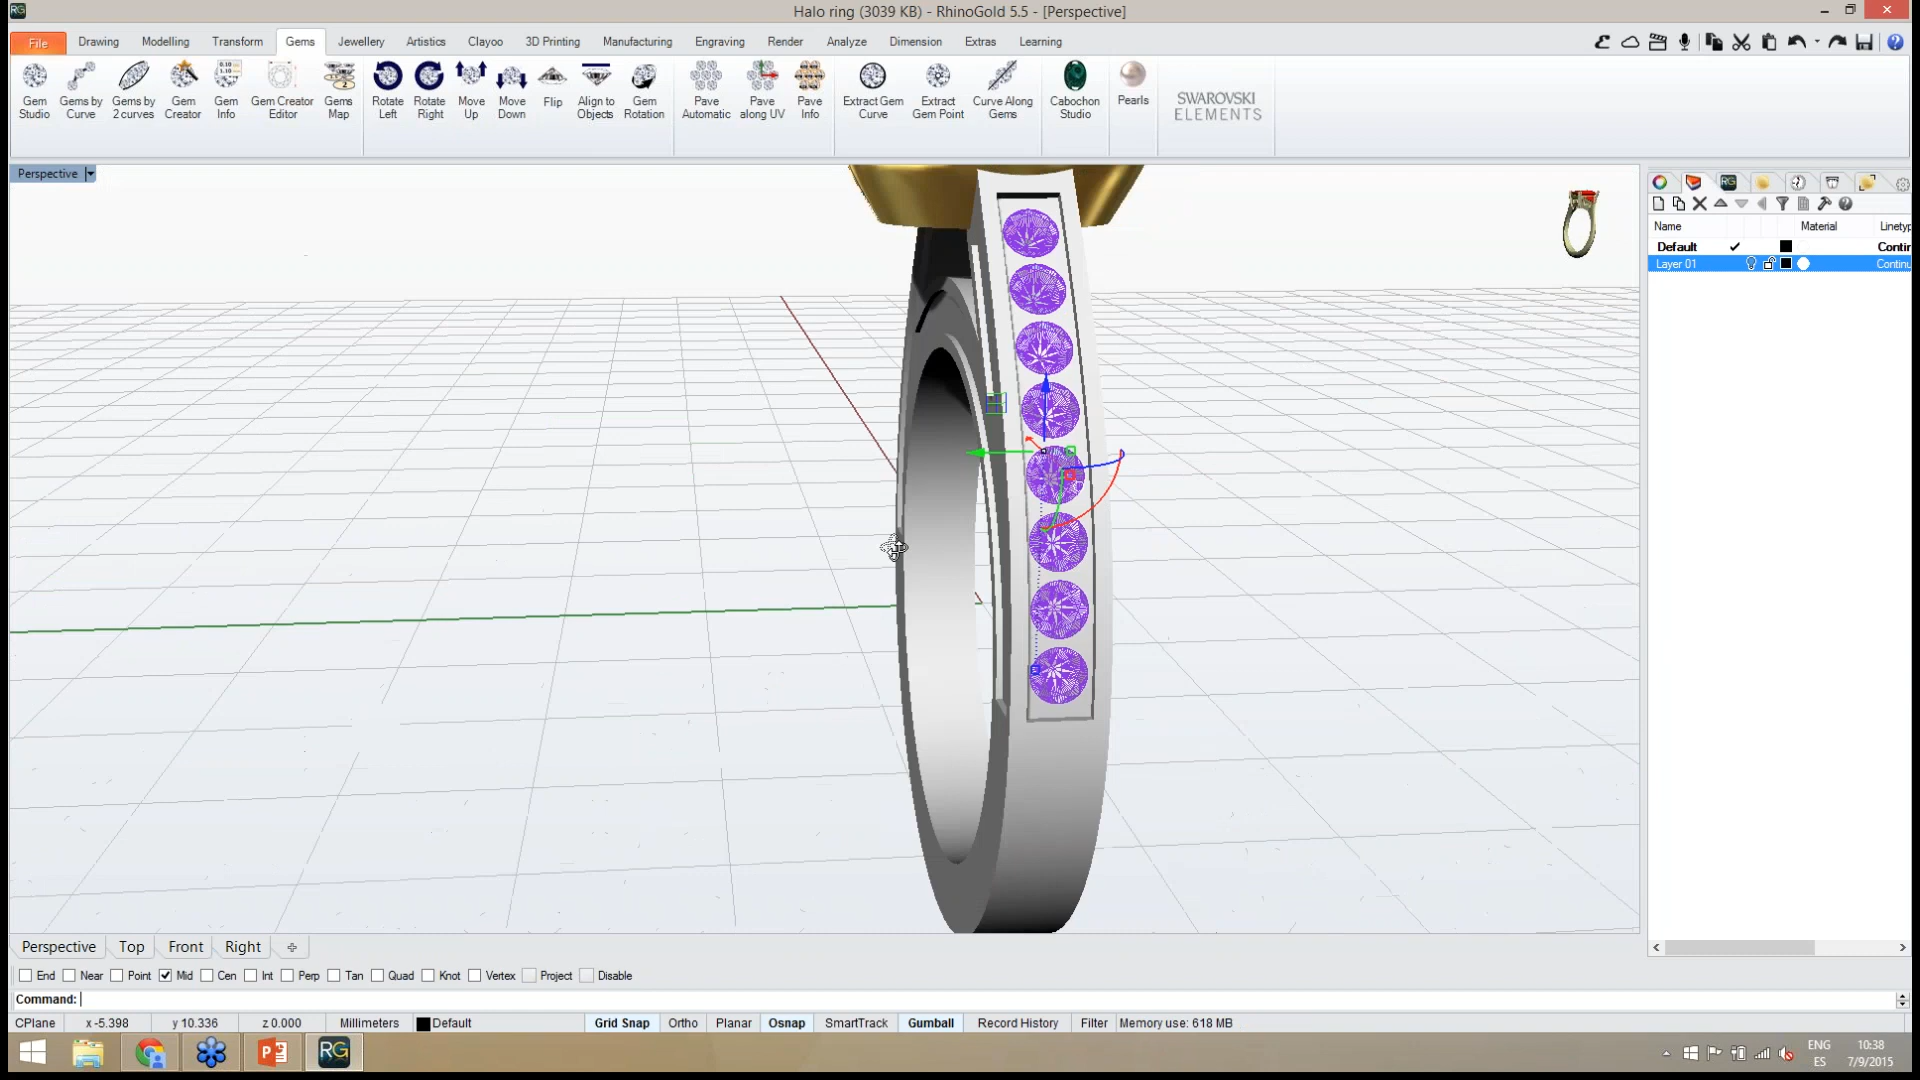 RG
Halo ring (3039 KB) - RhinoGold 5.5 - [Perspective]
File Drawing Modelling Transform Gems Jewellery Artistics Clayoo 3D Printing Manufacturing Engraving Render Analyze Dimension Extras Learning
Gem Studio
Gems by Curve
Gems by 2 curves
Gem Creator
Gem Info
Gem Creator Editor
Gems Map
Rotate Left
Rotate Right
Move Up
Move Down
Flip
Align to Objects
Gem Rotation
Pave Automatic
Pave along UV
Pave Info
Extract Gem Curve
Extract Gem Point
Curve Along Gems
Cabochon Studio
Pearls
SWAROVSKI
ELEMENTS
Perspective
RG
Name Material Linetyp
Default Contir
Layer 01 Continu
Perspective Top Front Right
End Near Point Mid Cen Int Perp Tan Quad Knot Vertex Project Disable
Command:
CPlane x -5.398 y 10.336 z 0.000 Millimeters Default Grid Snap Ortho Planar Osnap SmartTrack Gumball Record History Filter Memory use: 618 MB
RG
ENG 10:38
ES 7/9/2015